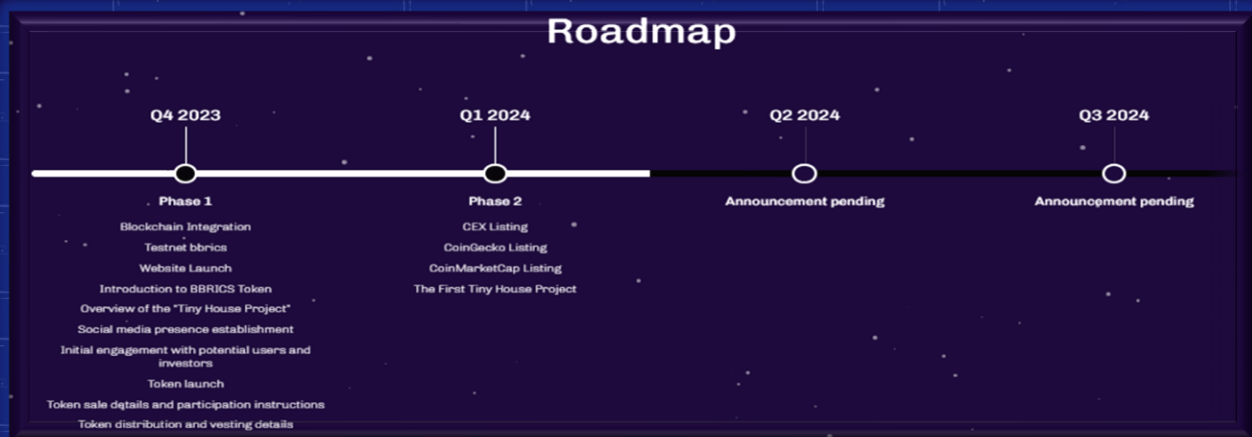 Roadmap
Q4 2023
Q1 2024
Q2 2024
Q3 2024
Phase 1
Phase 2
Announcement pending
Announcement pending
Blockchain Integration
Testnet bbrics
Website Launch
Introduction to BBRICS Token
Overview of the "Tiny House Project"
Social media presence establishment
Initial engagement with potential users and
investors
Token launch
Token sale details and participation instructions
Token distribution and vesting details
CEX Listing
CoinGecko Listing
CoinMarketCap Listing
The First Tiny House Project